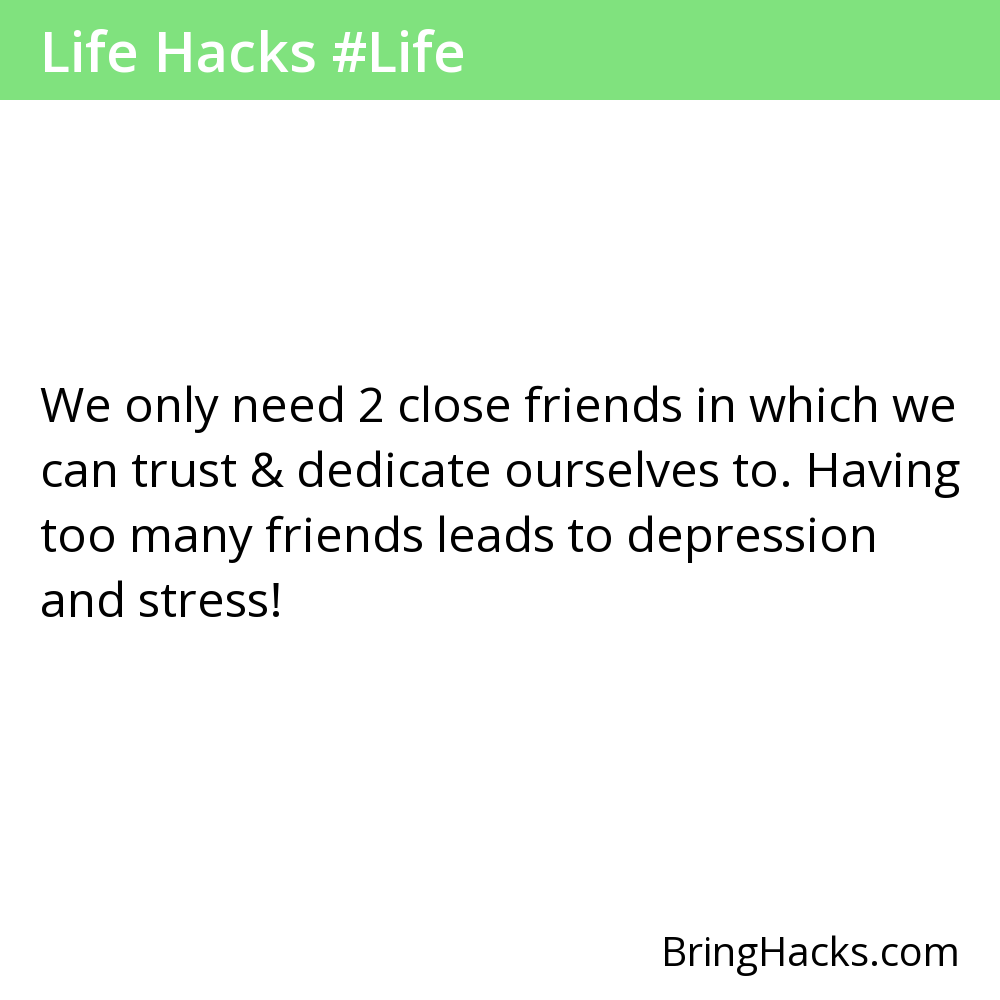 Life Hacks #Life
We only need 2 close friends in which we
can trust & dedicate ourselves to. Having
too many friends leads to depression
and stress!
BringHacks.com